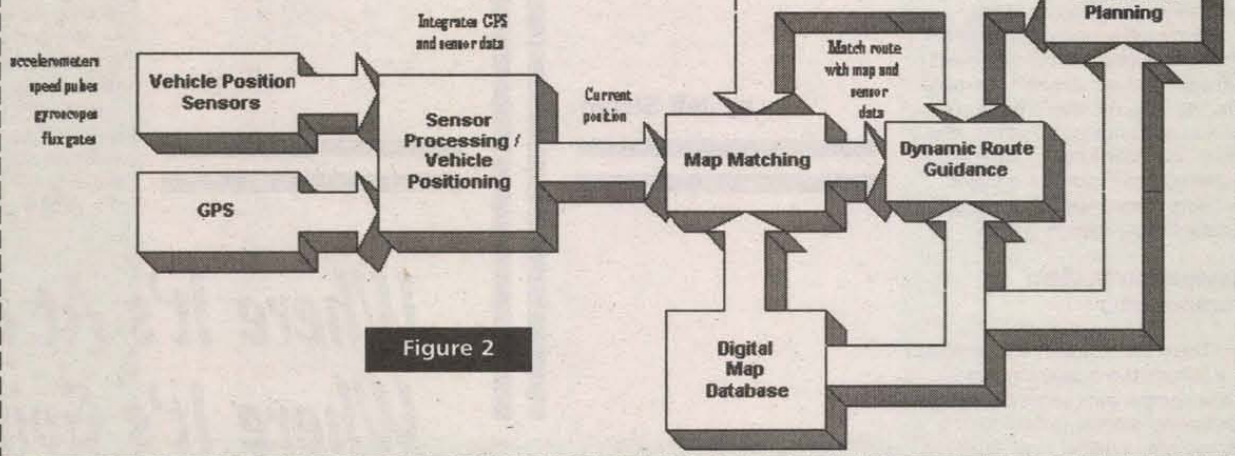 Planning
Integrates GPS
and sensor data
accelerometers
speed pulses
gyroscopes
flux gates
Vehicle Position
Sensors
GPS
Sensor
Processing /
Vehicle
Positioning
Current
position
Map Matching
Match route
with map and
sensor
data
Dynamic Route
Guidance
Digital
Map
Database
Figure 2